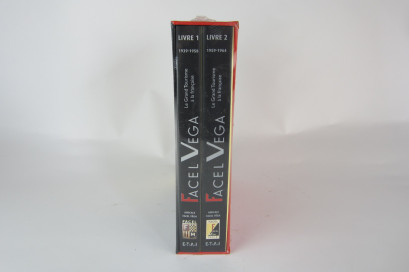 LIVRE 1
1939-1958
Le Grand Tourisme
à la française
FACEL VEGA
E·T·A·I
LIVRE 2
1959-1964
Le Grand Tourisme
à la française
FACEL VEGA
E·T·A·I